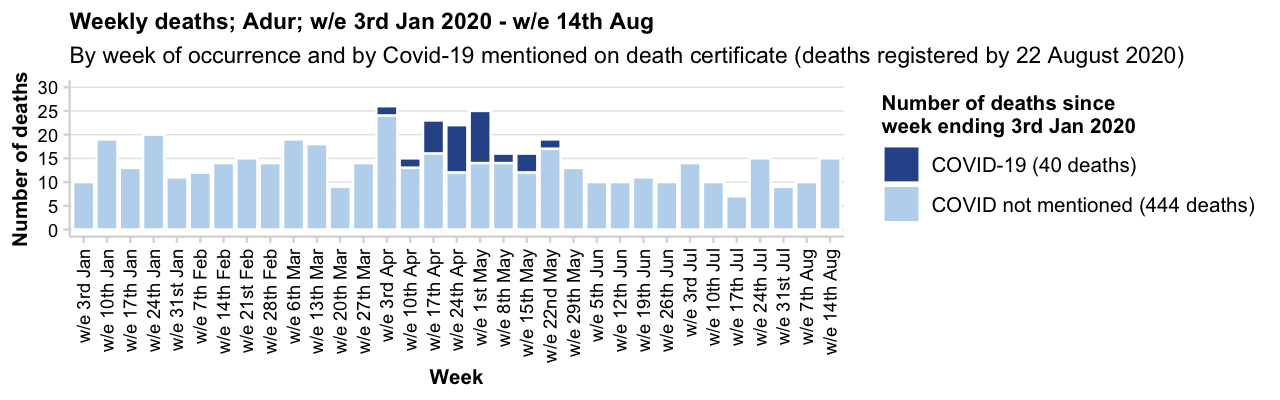 Weekly deaths; Adur; w/e 3rd Jan 2020 - w/e 14th Aug
By week of occurrence and by Covid-19 mentioned on death certificate (deaths registered by 22 August 2020)
Number of deaths
30
25
20
15
10
5
0
w/e 3rd Jan
w/e 10th Jan
w/e 17th Jan
w/e 24th Jan
w/e 31st Jan
w/e 7th Feb
w/e 14th Feb
w/e 21st Feb
w/e 28th Feb
w/e 6th Mar
w/e 13th Mar
w/e 20th Mar
w/e 27th Mar
w/e 3rd Apr
w/e 10th Apr
w/e 17th Apr
w/e 24th Apr
w/e 1st May
w/e 8th May
w/e 15th May
w/e 22nd May
w/e 29th May
w/e 5th Jun
w/e 12th Jun
w/e 19th Jun
w/e 26th Jun
w/e 3rd Jul
w/e 10th Jul
w/e 17th Jul
w/e 24th Jul
w/e 31st Jul
w/e 7th Aug
w/e 14th Aug
Week
Number of deaths since
week ending 3rd Jan 2020
COVID-19 (40 deaths)
COVID not mentioned (444 deaths)